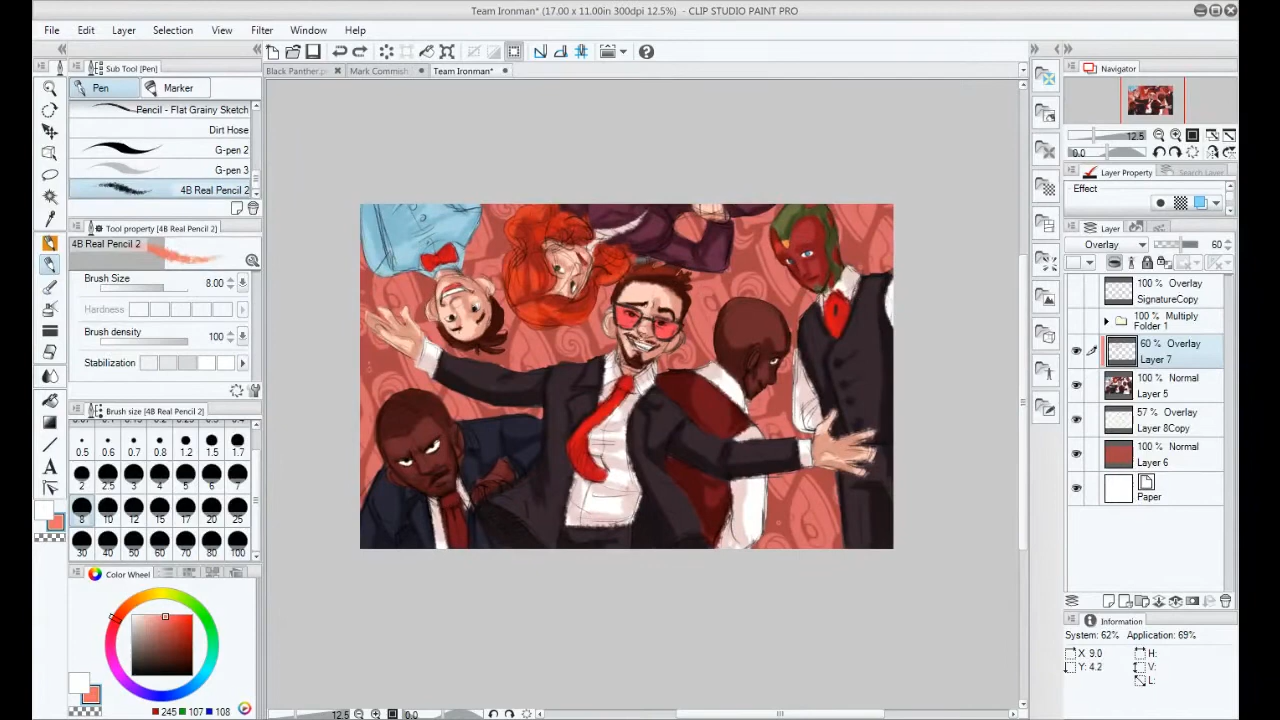 Team Ironman* (17.00 x 11.00in 300dpi 12.5%) - CLIP STUDIO PAINT PRO
File Edit Layer Selection View Filter Window Help
Sub Tool [Pen]
Black Panther.p
Mark Commish
Team Ironman*
Navigator
Pen
Marker
Pencil - Flat Grainy Sketch
Dirt Hose
G-pen 2
G-pen 3
4B Real Pencil 2
12.5
0.0
Layer Property
Search Layer
Effect
Tool property [4B Real Pencil 2]
4B Real Pencil 2
Brush Size 8.00
Hardness
Brush density 100
Stabilization
Layer
Overlay 60
100 % Overlay
SignatureCopy
100 % Multiply
Folder 1
60 % Overlay
Layer 7
100 % Normal
Layer 5
57 % Overlay
Layer 8Copy
100 % Normal
Layer 6
Paper
Brush size [4B Real Pencil 2]
0.5 0.6 0.7 0.8 1.2 1.5 1.7
2 2.5 3 4 5 6 7
8 10 12 15 17 20 25
30 40 50 60 70 80 100
Color Wheel
245 107 108
12.5
0.0
Information
System: 62% Application: 69%
X 9.0 H:
Y: 4.2 V:
L: